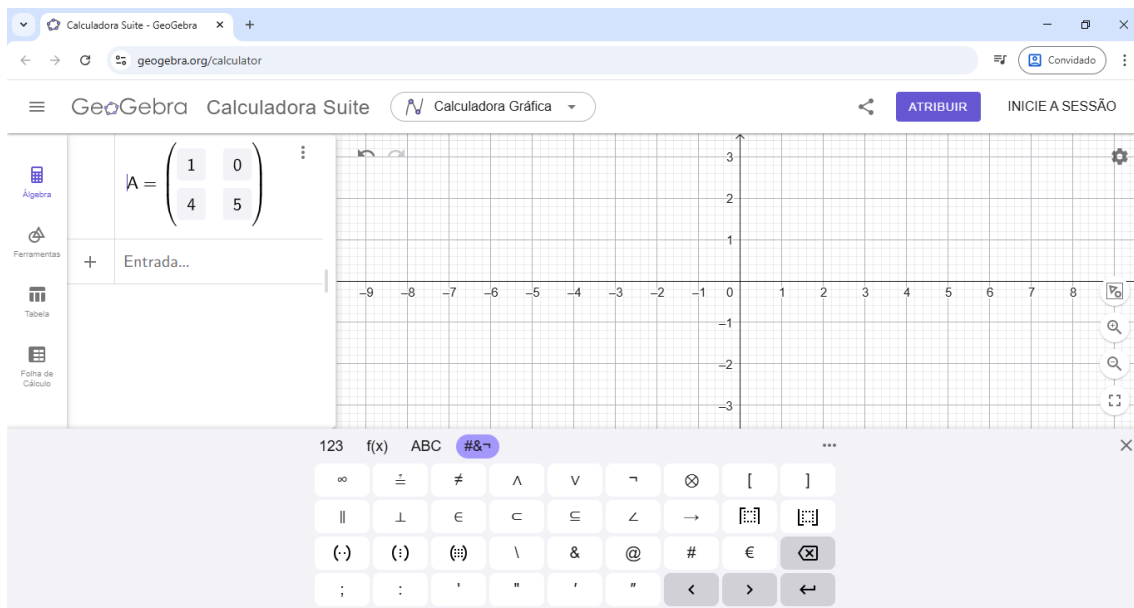 Calculadora Suite - GeoGebra
geogebra.org/calculator
Convidado
GeoGebra Calculadora Suite
Calculadora Gráfica
ATRIBUIR
INICIE A SESSÃO
Álgebra
Ferramentas
Tabela
Folha de
Cálculo
A =
1 0
4 5
+ Entrada...
3
2
1
–9 –8 –7 –6 –5 –4 –3 –2 –1 0 1 2 3 4 5 6 7 8
–1
–2
–3
123 f(x) ABC #&¬
∞ ≟ ≠ ∧ ∨ ¬ ⊗ [ ]
∥ ⊥ ∈ ⊂ ⊆ ∠ →
\ & @ # €
; : ' " ′ ″ < >